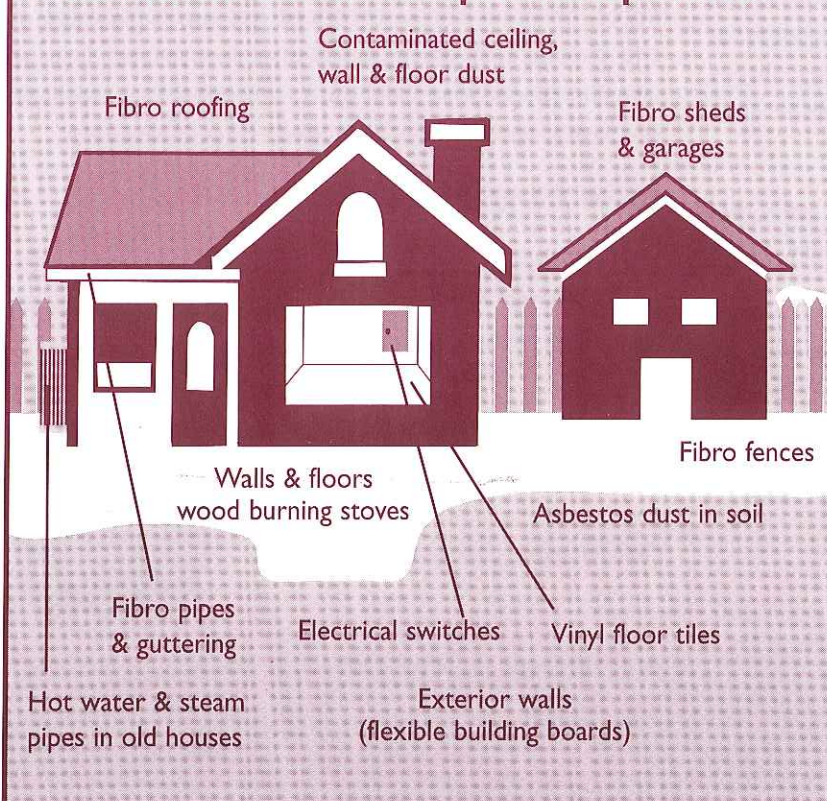 Contaminated ceiling,
wall & floor dust
Fibro roofing
Fibro sheds
& garages
Fibro fences
Walls & floors
wood burning stoves
Asbestos dust in soil
Fibro pipes
& guttering
Electrical switches
Vinyl floor tiles
Hot water & steam
pipes in old houses
Exterior walls
(flexible building boards)